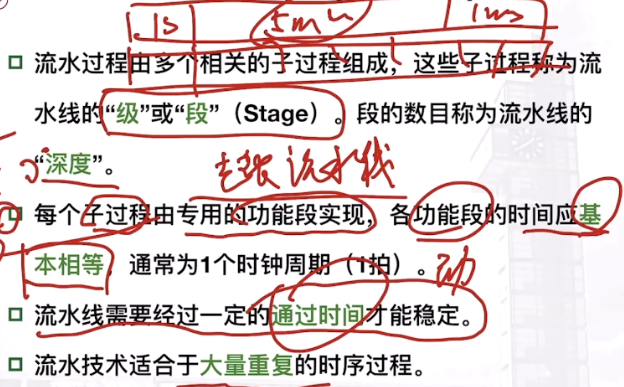 1s 5ms 1ms
流水过程由多个相关的子过程组成，这些子过程称为流
水线的“级”或“段”（Stage）。段的数目称为流水线的
“深度”。
每个子过程由专用的功能段实现，各功能段的时间应基
本相等，通常为1个时钟周期（1拍）。
流水线需要经过一定的通过时间才能稳定。
流水技术适合于大量重复的时序过程。